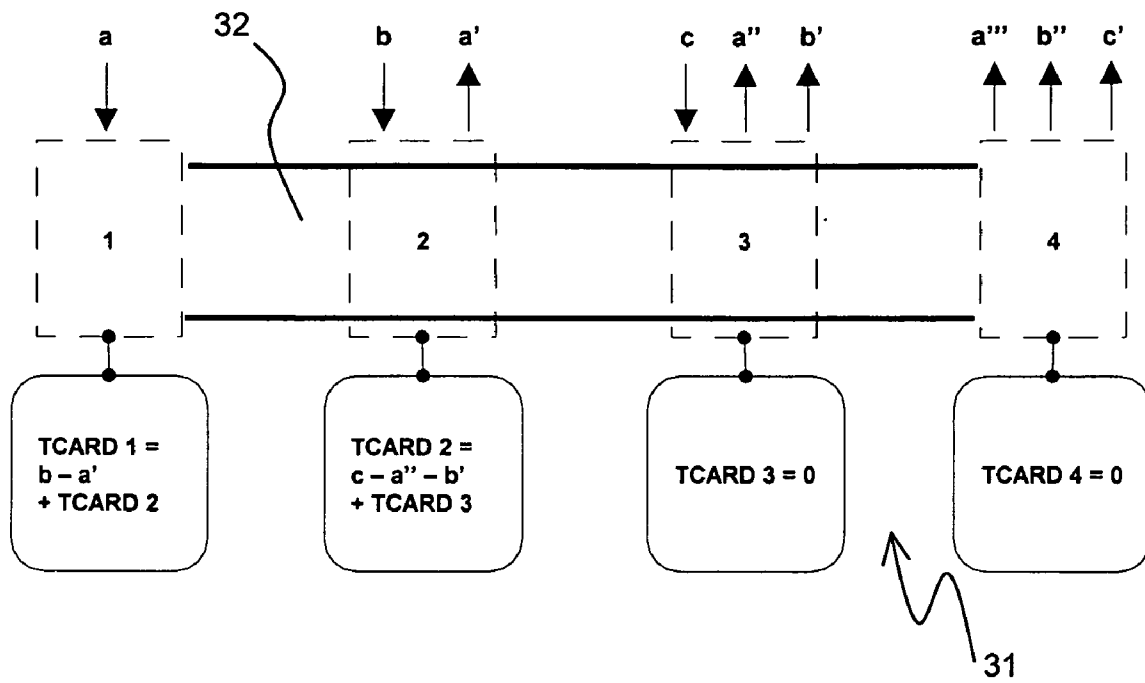 32
a
b a'
c a'' b'
a''' b'' c'
1
2
3
4
TCARD 1 =
b – a'
+ TCARD 2
TCARD 2 =
c – a'' – b'
+ TCARD 3
TCARD 3 = 0
TCARD 4 = 0
31